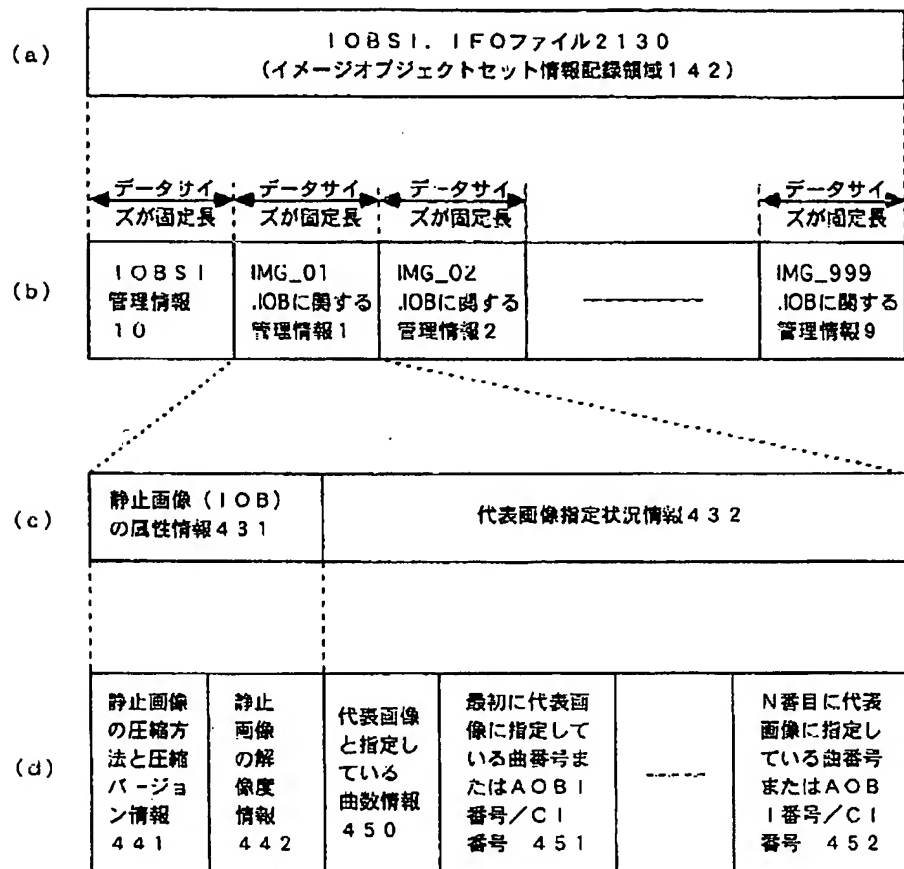 (a)
IOBSI. IFOファイル2130
(イメージオブジェクトセット情報記録領域142)
データサイ
ズが固定長
データサイ
ズが固定長
データサイ
ズが固定長
データサイ
ズが固定長
(b)
IOBSI
管理情報
10
IMG_01
.IOBに関する
管理情報1
IMG_02
.IOBに関する
管理情報2
IMG_999
.IOBに関する
管理情報9
(c)
静止画像(IOB)
の属性情報431
代表画像指定状況情報432
(d)
静止画像
の圧縮方
法と圧縮
バージョ
ン情報
441
静止
画像
の解
像度
情報
442
代表画像
と指定し
ている
曲数情報
450
最初に代表画
像に指定して
いる曲番号ま
たはAOBI
番号/CI
番号 451
N番目に代表
画像に指定し
ている曲番号
またはAOB
I番号/CI
番号 452